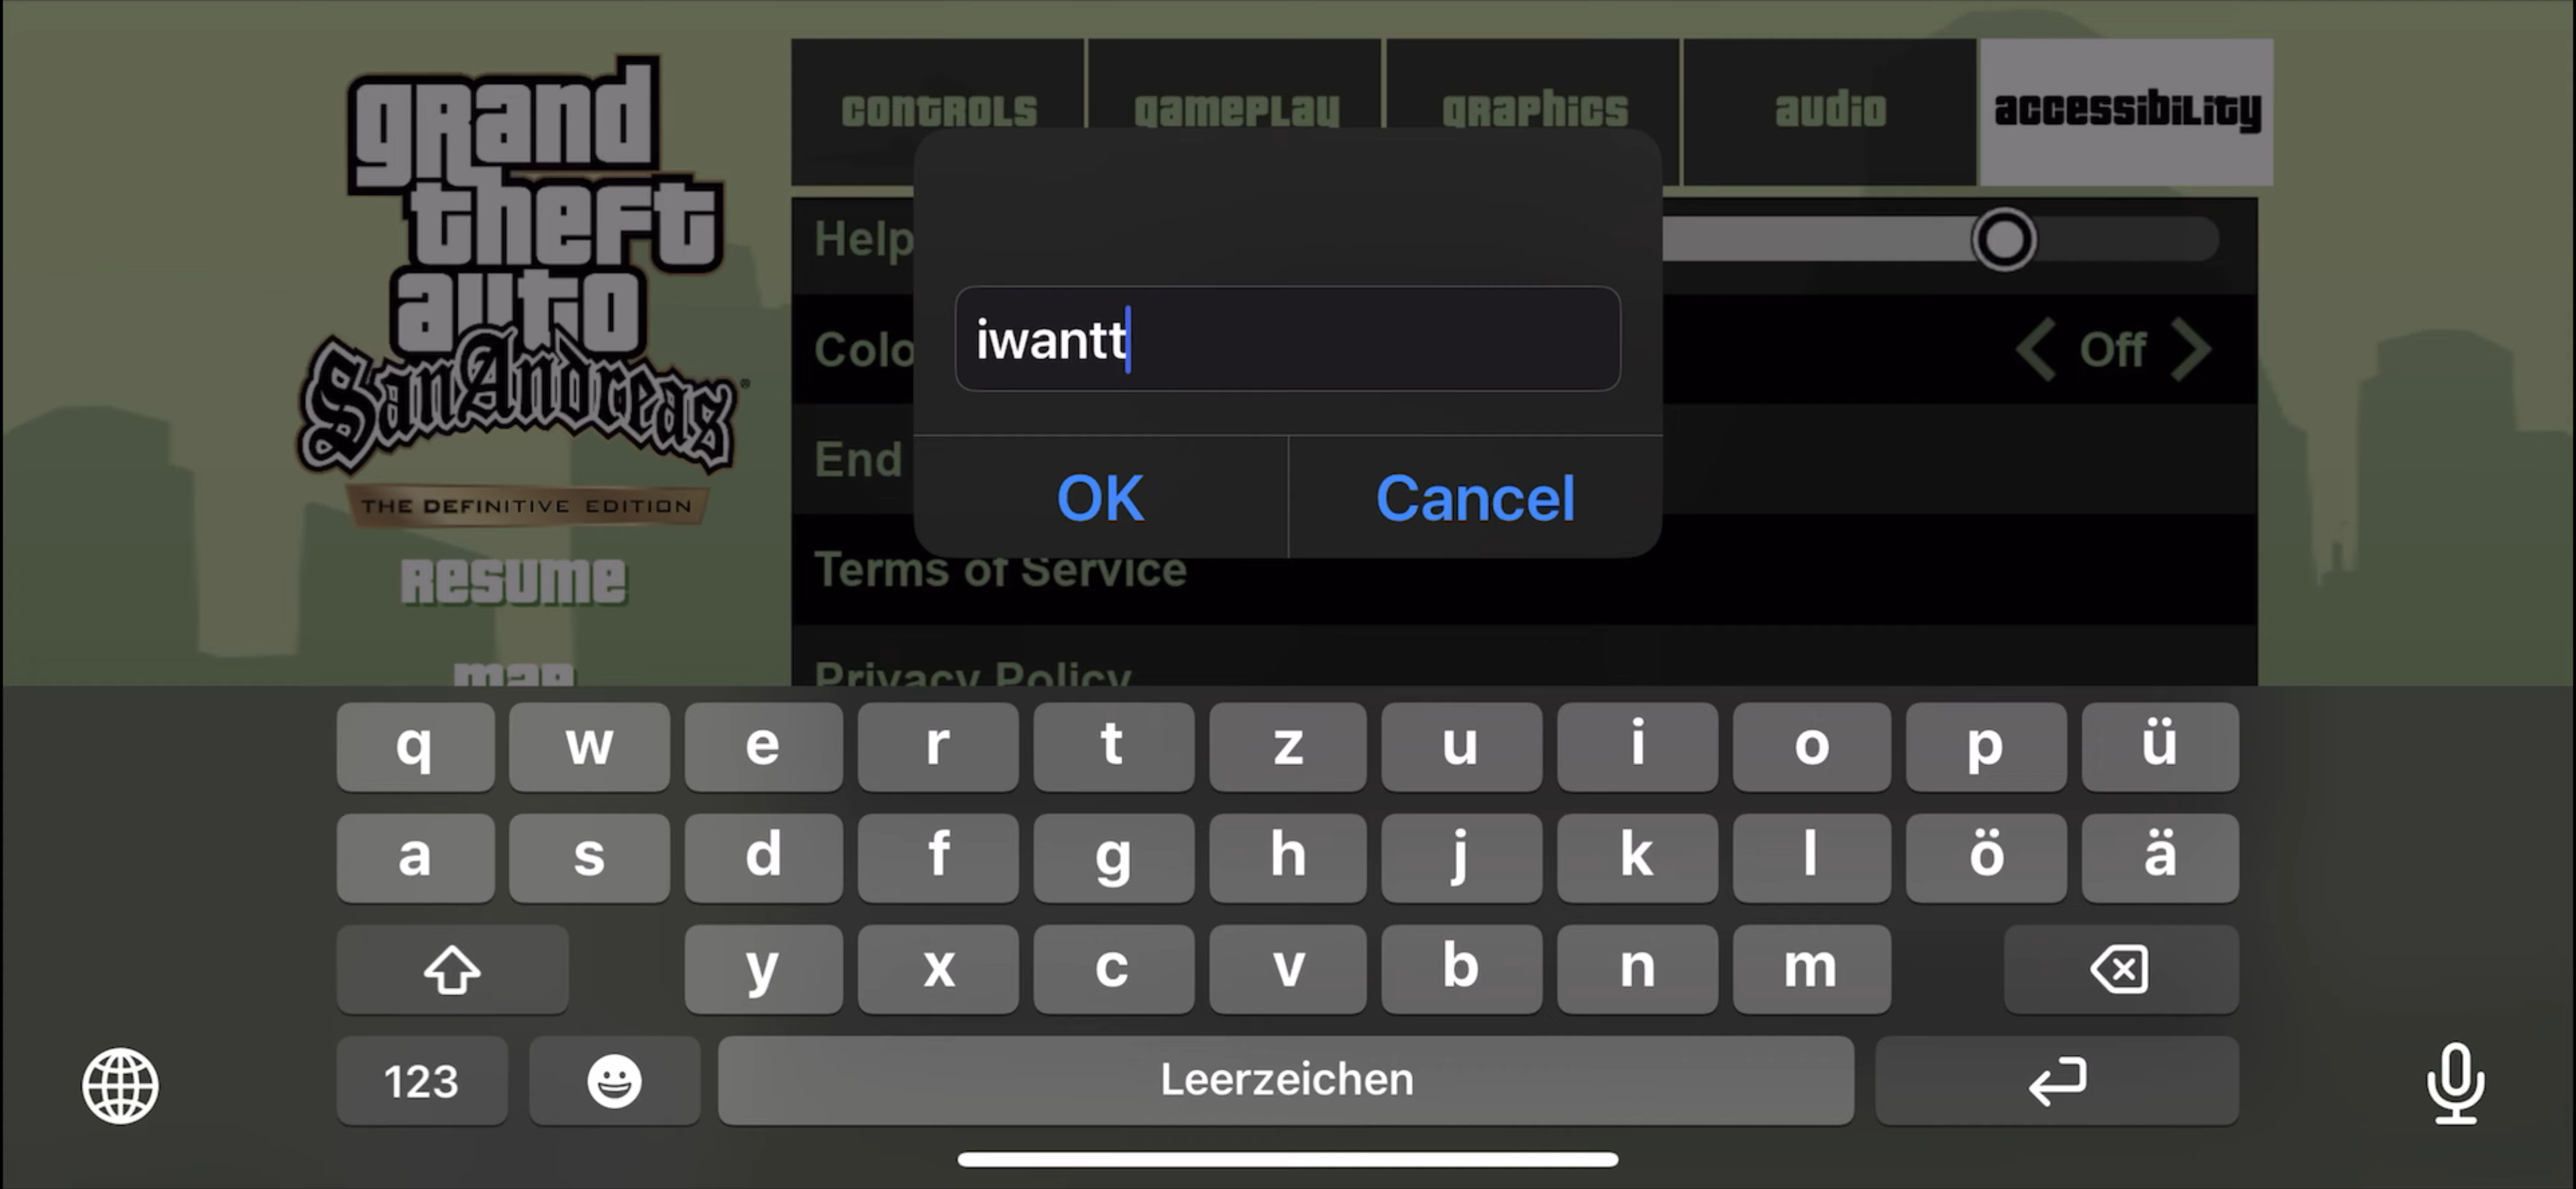 grand
theft
auto
San Andreas
THE DEFINITIVE EDITION
RESUME
map
controls
gameplay
graphics
audio
accessibility
Help
Colo
Off
End
Terms of Service
Privacy Policy
iwantt
OK
Cancel
q w e r t z u i o p ü
a s d f g h j k l ö ä
y x c v b n m
123
Leerzeichen